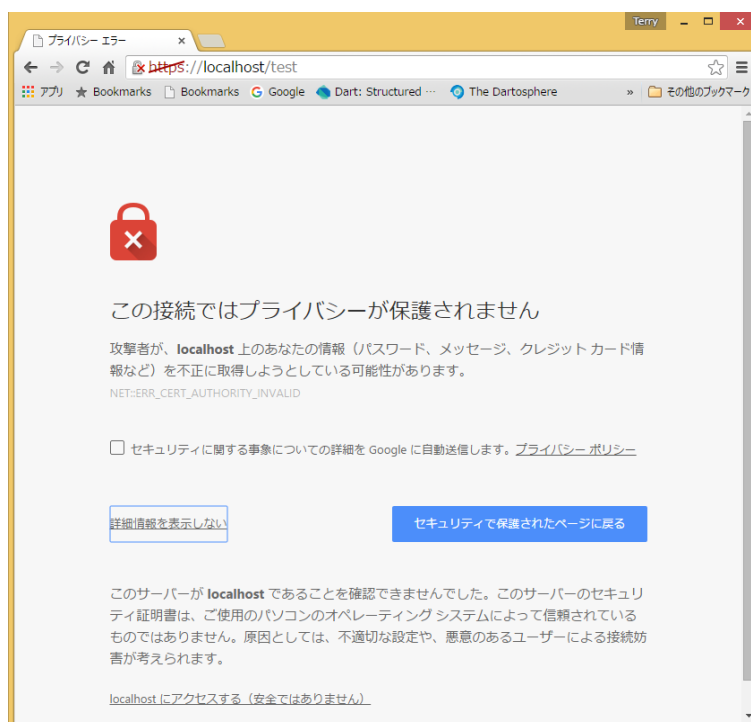 Terry
プライバシー エラー
https://localhost/test
アプリ Bookmarks Bookmarks Google Dart: Structured ··· The Dartosphere » その他のブックマーク
この接続ではプライバシーが保護されません
攻撃者が、localhost 上のあなたの情報（パスワード、メッセージ、クレジット カード情
報など）を不正に取得しようとしている可能性があります。
NET::ERR_CERT_AUTHORITY_INVALID
セキュリティに関する事象についての詳細を Google に自動送信します。プライバシー ポリシー
詳細情報を表示しない セキュリティで保護されたページに戻る
このサーバーが localhost であることを確認できませんでした。このサーバーのセキュリ
ティ証明書は、ご使用のパソコンのオペレーティング システムによって信頼されている
ものではありません。原因としては、不適切な設定や、悪意のあるユーザーによる接続妨
害が考えられます。
localhost にアクセスする（安全ではありません）